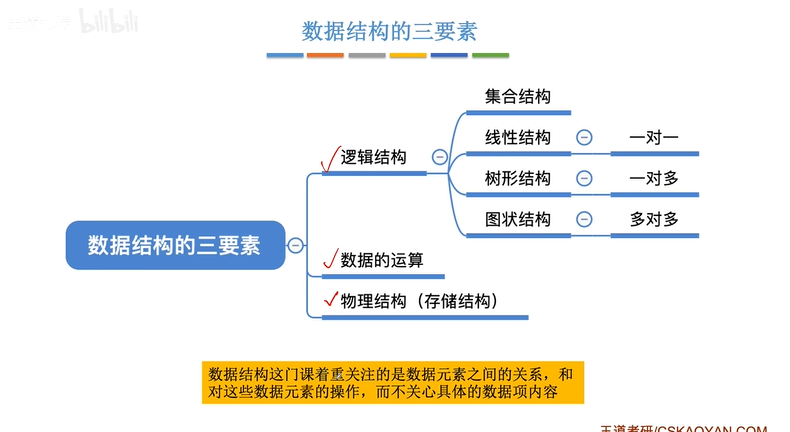 bilibili
数据结构的三要素
集合结构
线性结构
一对一
逻辑结构
树形结构
一对多
图状结构
多对多
数据结构的三要素
数据的运算
物理结构（存储结构）
数据结构这门课着重关注的是数据元素之间的关系，和
对这些数据元素的操作，而不关心具体的数据项内容
王道考研/CSKAOYAN.COM